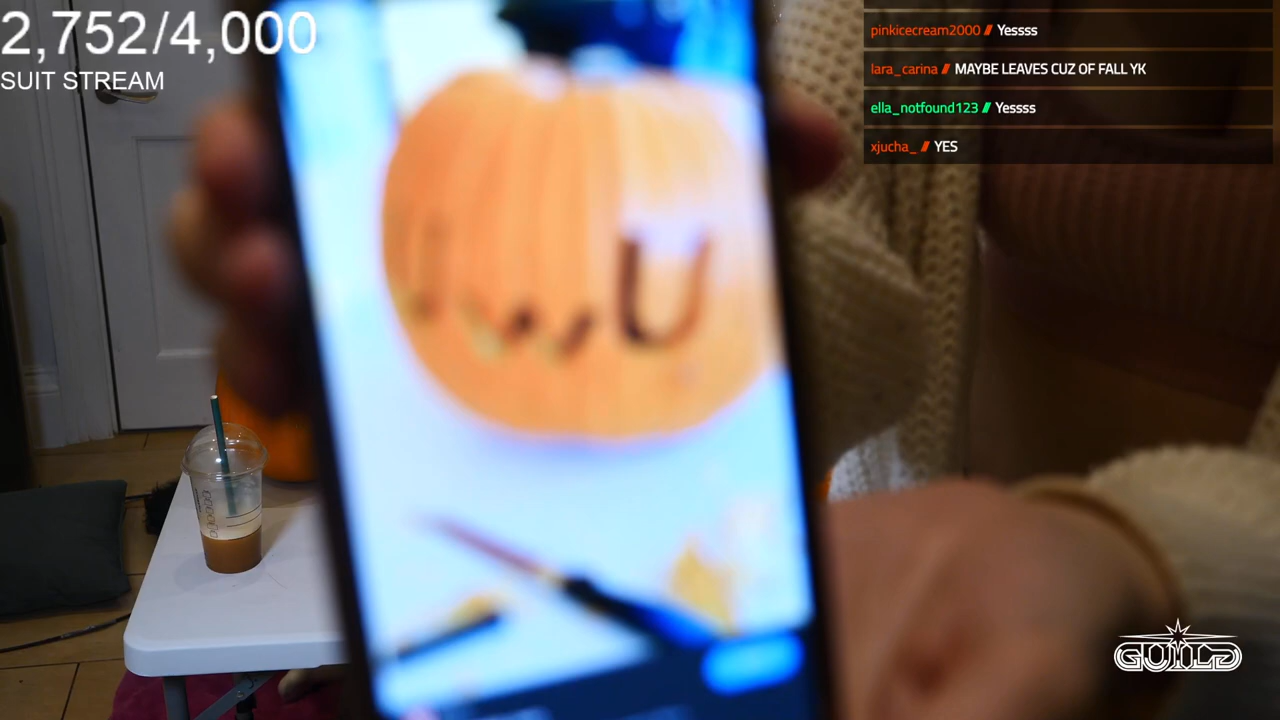 2,752/4,000
SUIT STREAM
pinkicecream2000 // Yessss
lara_carina // MAYBE LEAVES CUZ OF FALL YK
ella_notfound123 // Yessss
xjucha_ // YES
U
GUILD